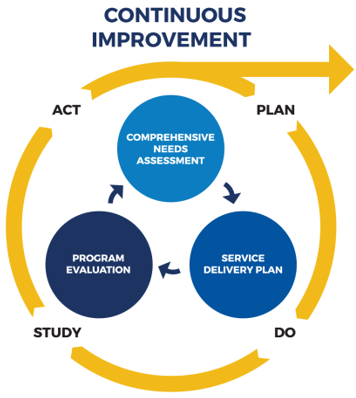 CONTINUOUS
IMPROVEMENT
ACT
PLAN
COMPREHENSIVE
NEEDS
ASSESSMENT
PROGRAM
EVALUATION
SERVICE
DELIVERY PLAN
STUDY
DO